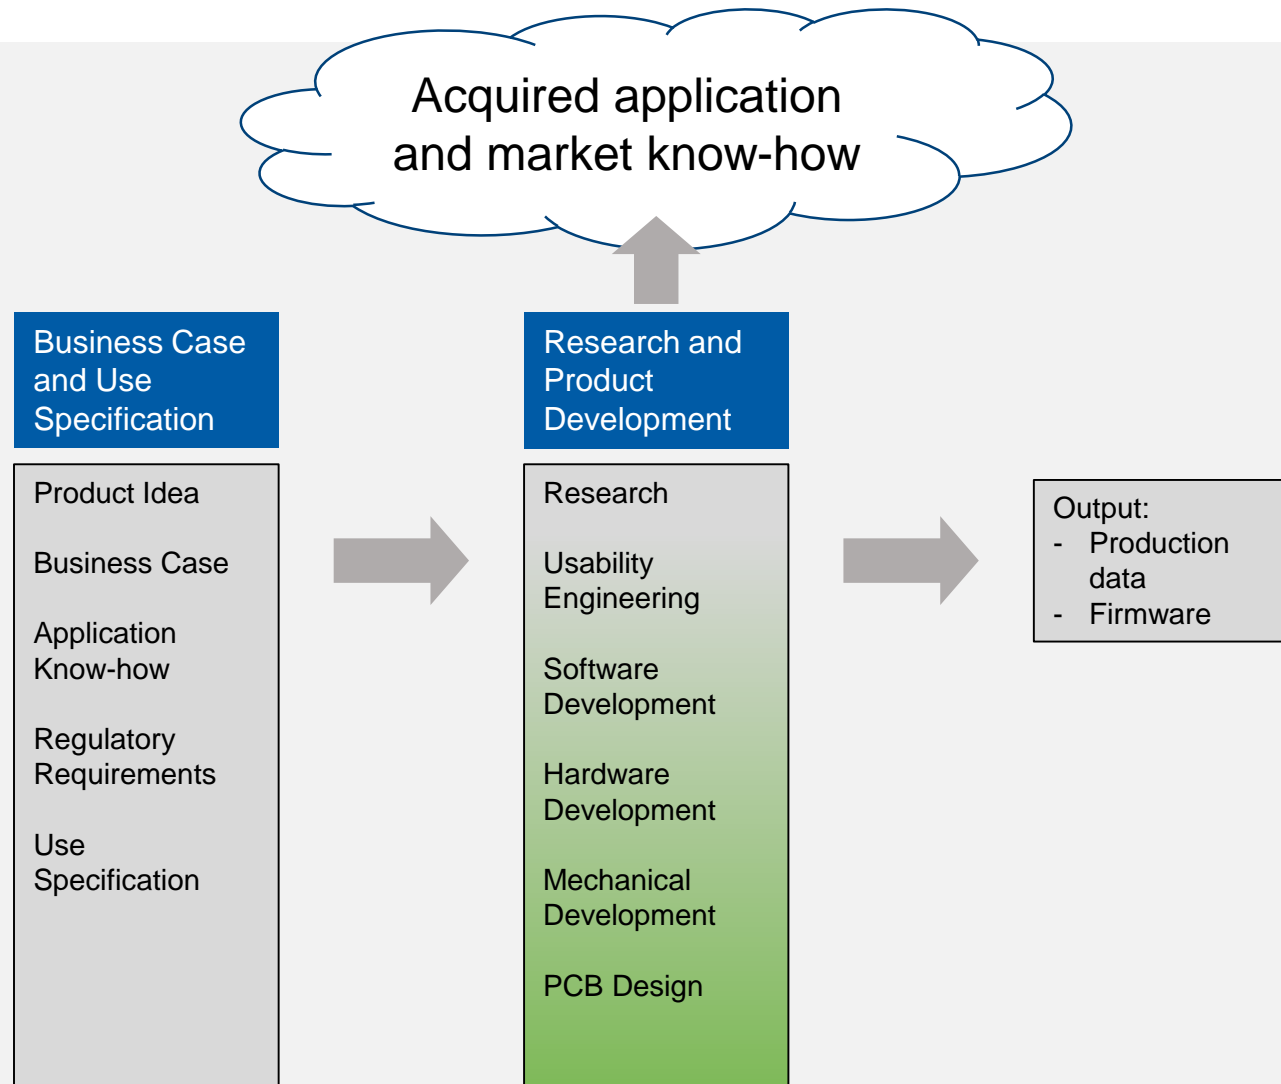 Acquired application
and market know-how
Business Case
and Use
Specification
Research and
Product
Development
Product Idea
Business Case
Application
Know-how
Regulatory
Requirements
Use
Specification
Research
Usability
Engineering
Software
Development
Hardware
Development
Mechanical
Development
PCB Design
Output:
- Production
data
- Firmware